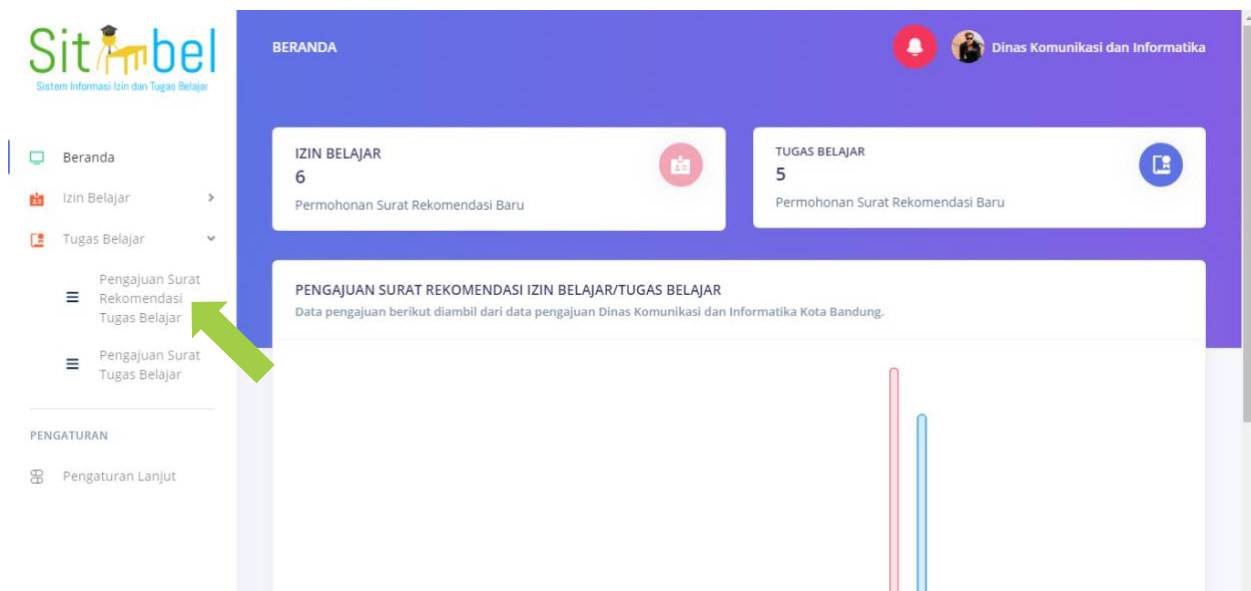 Sitambel
Sistem Informasi Izin dan Tugas Belajar
BERANDA
Dinas Komunikasi dan Informatika
Beranda
Izin Belajar
Tugas Belajar
Pengajuan Surat
Rekomendasi
Tugas Belajar
Pengajuan Surat
Tugas Belajar
PENGATURAN
Pengaturan Lanjut
IZIN BELAJAR
6
Permohonan Surat Rekomendasi Baru
TUGAS BELAJAR
5
Permohonan Surat Rekomendasi Baru
PENGAJUAN SURAT REKOMENDASI IZIN BELAJAR/TUGAS BELAJAR
Data pengajuan berikut diambil dari data pengajuan Dinas Komunikasi dan Informatika Kota Bandung.